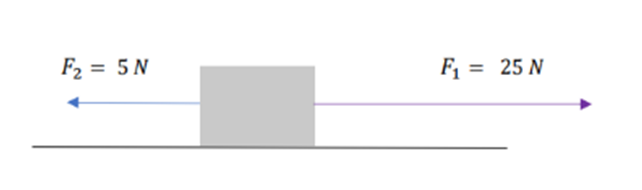 F₂ = 5 N
F₁ = 25 N